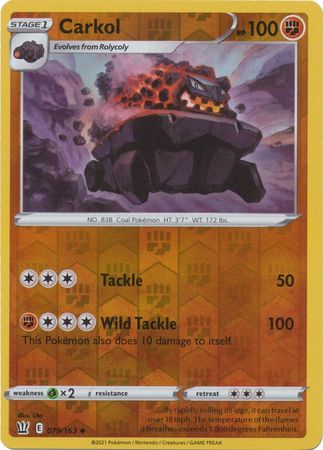 STAGE 1
Carkol
HP 100
Evolves from Rolycoly
NO. 838 Coal Pokémon HT: 3'7" WT: 172 lbs.
Tackle 50
Wild Tackle 100
This Pokémon also does 10 damage to itself.
weakness ×2 resistance retreat
Illus. Uta
E 079/163
By rapidly rolling its legs, it can travel at
over 18 mph. The temperature of the flames
it breathes exceeds 1,800 degrees Fahrenheit.
©2021 Pokémon / Nintendo / Creatures / GAME FREAK